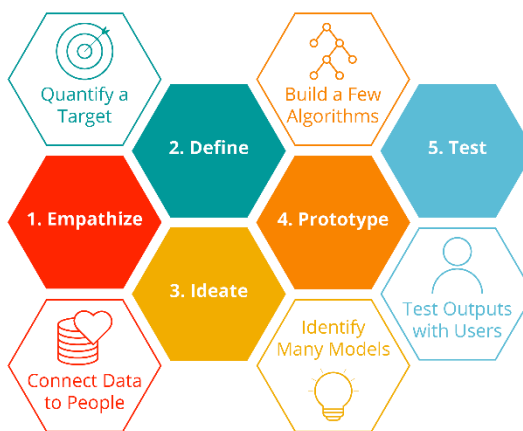 Quantify a
Target
Build a Few
Algorithms
2. Define
5. Test
1. Empathize
4. Prototype
3. Ideate
Test Outputs
with Users
Identify
Many Models
Connect Data
to People